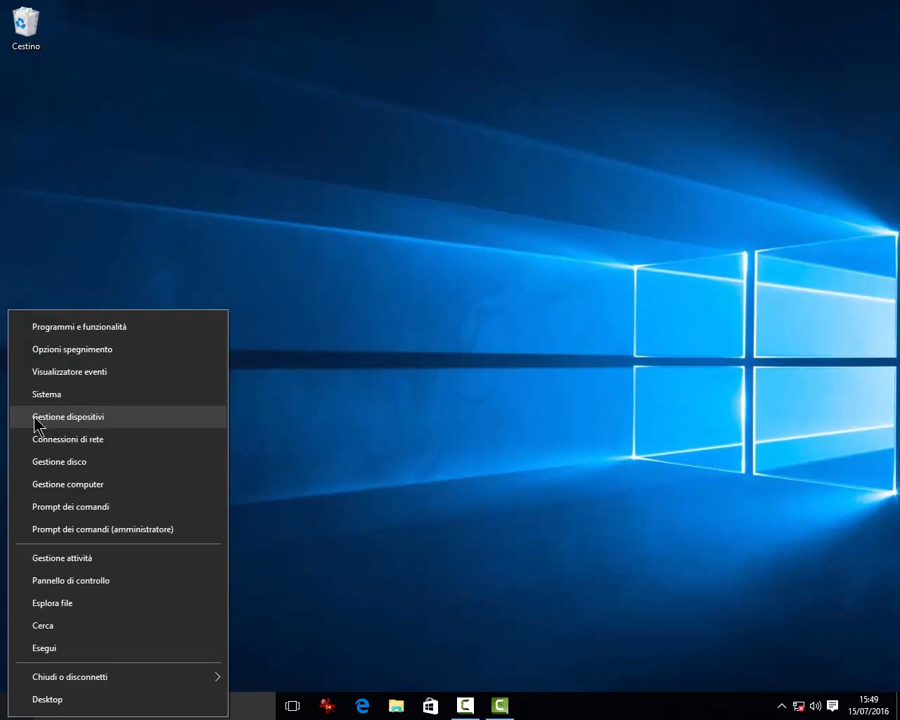 Cestino
Programmi e funzionalità
Opzioni spegnimento
Visualizzatore eventi
Sistema
Gestione dispositivi
Connessioni di rete
Gestione disco
Gestione computer
Prompt dei comandi
Prompt dei comandi (amministratore)
Gestione attività
Pannello di controllo
Esplora file
Cerca
Esegui
Chiudi o disconnetti
Desktop
15:49
15/07/2016